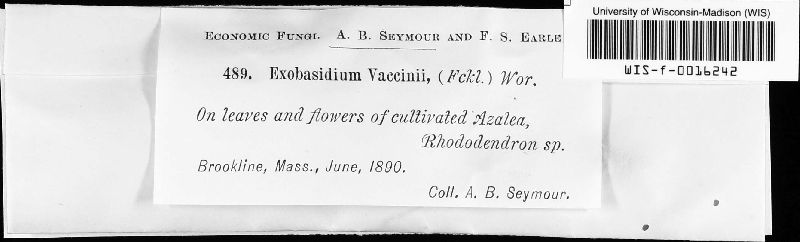 University of Wisconsin-Madison (WIS)
WIS-f-0016242
Economic Fungi. A. B. Seymour and F. S. Earle
489. Exobasidium Vaccinii, (Fckl.) Wor.
On leaves and flowers of cultivated Azalea,
Rhododendron sp.
Brookline, Mass., June, 1890.
Coll. A. B. Seymour.